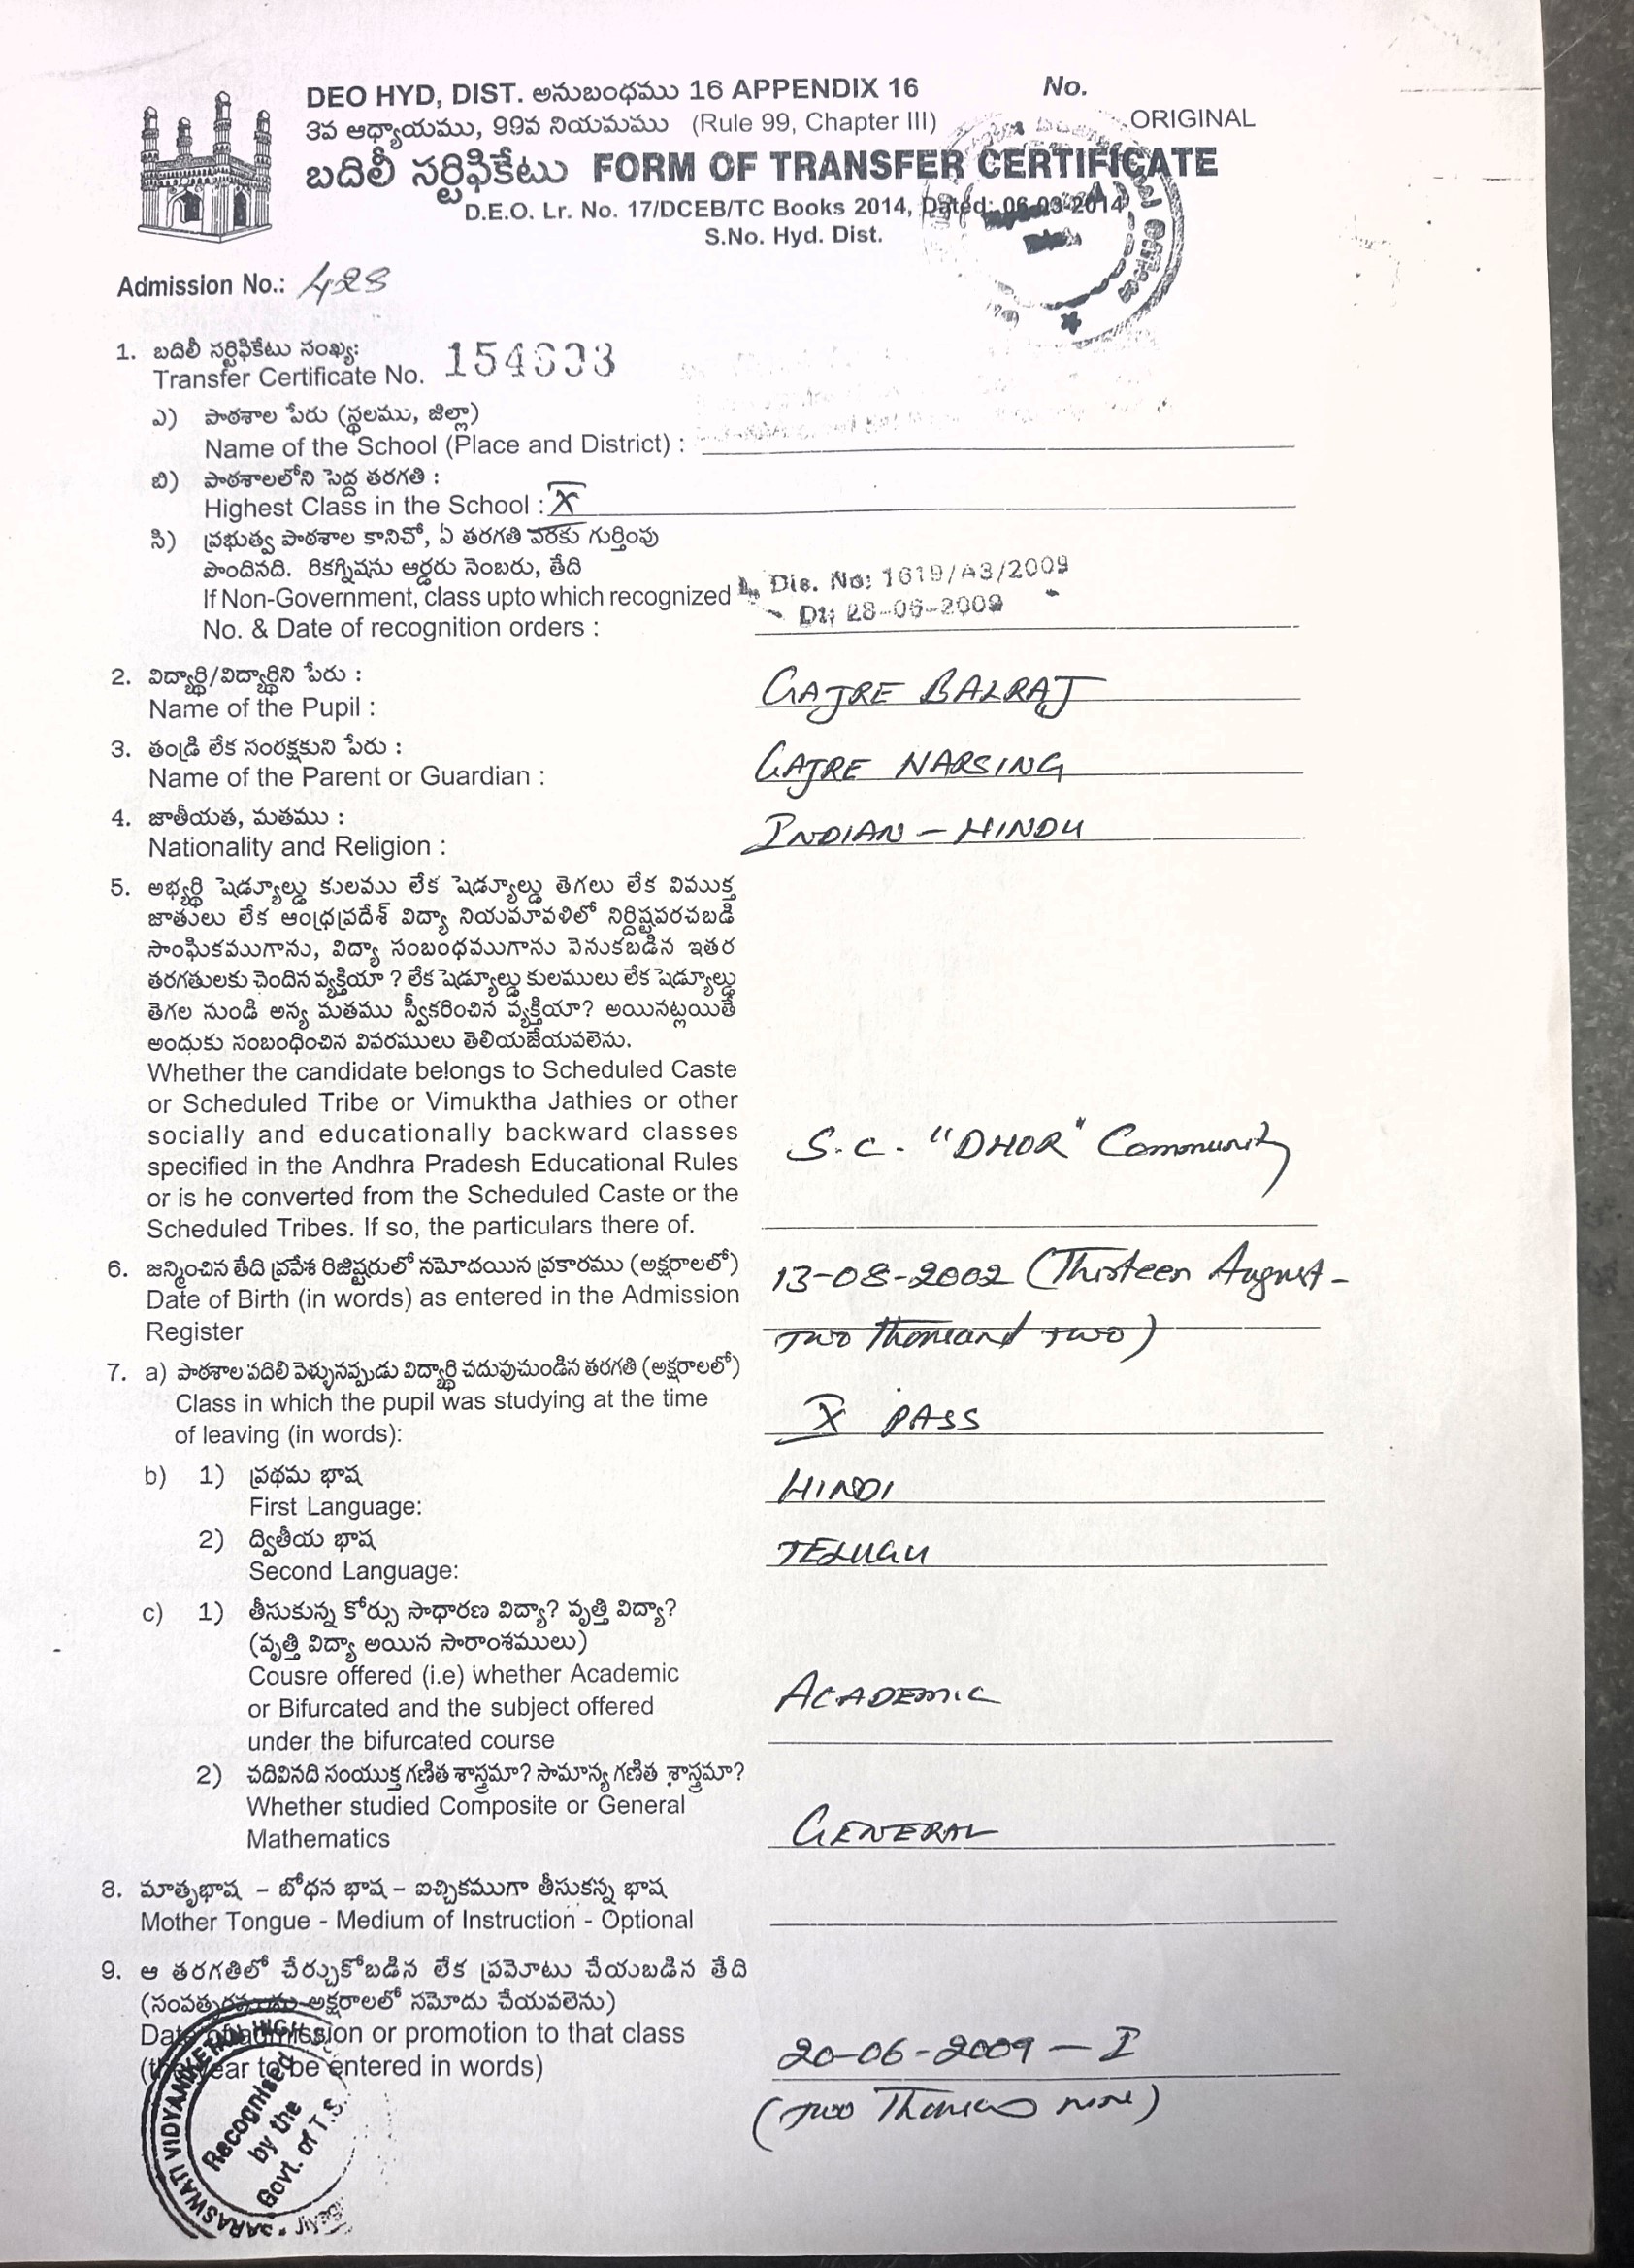 DEO HYD, DIST. అనుబంధము 16 APPENDIX 16 No.
3వ ఆధ్యాయము, 99వ నియమము (Rule 99, Chapter III) ORIGINAL
బదిలీ సర్టిఫికేటు FORM OF TRANSFER CERTIFICATE
D.E.O. Lr. No. 17/DCEB/TC Books 2014, Dated: 06-03-2014
S.No. Hyd. Dist.
Admission No.: 428
1. బదిలీ సర్టిఫికేటు సంఖ్య:
Transfer Certificate No.
ఎ) పాఠశాల పేరు (స్థలము, జిల్లా)
Name of the School (Place and District) :
బి) పాఠశాలలోని పెద్ద తరగతి :
Highest Class in the School : X
సి) ప్రభుత్వ పాఠశాల కానిచో, ఏ తరగతి వరకు గుర్తింపు
పొందినది. రికగ్నిషను ఆర్డరు నెంబరు, తేది
If Non-Government, class upto which recognized Dis. No: 1619/A3/2009
No. & Date of recognition orders : Dt: 28-06-2009
2. విద్యార్థి/విద్యార్థిని పేరు :
Name of the Pupil : GAJRE BALRAJ
3. తండ్రి లేక సంరక్షకుని పేరు :
Name of the Parent or Guardian : GAJRE NARSING
4. జాతీయత, మతము :
Nationality and Religion : INDIAN - HINDU
5. అభ్యర్థి షెడ్యూల్డు కులము లేక షెడ్యూల్డు తెగలు లేక విముక్త
జాతులు లేక ఆంధ్రప్రదేశ్ విద్యా నియమావళిలో నిర్దిష్టపరచబడి
సాంఘికముగాను, విద్యా సంబంధముగాను వెనుకబడిన ఇతర
తరగతులకు చెందిన వ్యక్తియా ? లేక షెడ్యూల్డు కులములు లేక షెడ్యూల్డు
తెగల నుండి అన్య మతము స్వీకరించిన వ్యక్తియా? అయినట్లయితే
అందుకు సంబంధించిన వివరములు తెలియజేయవలెను.
Whether the candidate belongs to Scheduled Caste
or Scheduled Tribe or Vimuktha Jathies or other
socially and educationally backward classes
specified in the Andhra Pradesh Educational Rules
or is he converted from the Scheduled Caste or the
Scheduled Tribes. If so, the particulars there of.
S.C. "DHOR" Community
6. జన్మించిన తేది ప్రవేశ రిజిష్టరులో నమోదయిన ప్రకారము (అక్షరాలలో)
Date of Birth (in words) as entered in the Admission
Register
13-08-2002 (Thirteen August-
Two Thousand Two)
7. a) పాఠశాల వదిలి వెళ్ళునప్పుడు విద్యార్థి చదువుచుండిన తరగతి (అక్షరాలలో)
Class in which the pupil was studying at the time
of leaving (in words): X PASS
b) 1) ప్రథమ భాష
First Language: HINDI
2) ద్వితీయ భాష
Second Language: TELUGU
c) 1) తీసుకున్న కోర్సు సాధారణ విద్యా? వృత్తి విద్యా?
(వృత్తి విద్యా అయిన సారాంశములు)
Cousre offered (i.e) whether Academic
or Bifurcated and the subject offered
under the bifurcated course
ACADEMIC
2) చదివినది సంయుక్త గణిత శాస్త్రమా? సామాన్య గణిత శాస్త్రమా?
Whether studied Composite or General
Mathematics GENERAL
8. మాతృభాష – బోధన భాష – ఐచ్చికముగా తీసుకన్న భాష
Mother Tongue - Medium of Instruction - Optional
9. ఆ తరగతిలో చేర్చుకోబడిన లేక ప్రమోటు చేయబడిన తేది
అక్షరాలలో నమోదు చేయవలెను)
Date of admission or promotion to that class
(the year to be entered in words)
20-06-2009 - I
(Two Thousand nine)
SARASWATI VIDYANIKETHAN HIGH
Recognised
by the
Govt. of T.S.